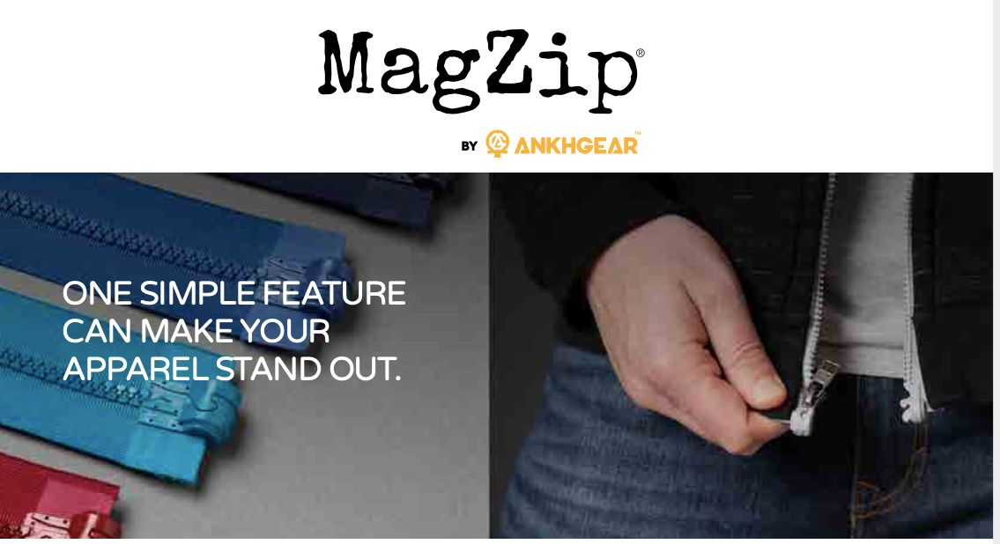 MagZip®
BY ANKHGEAR™
ONE SIMPLE FEATURE
CAN MAKE YOUR
APPAREL STAND OUT.